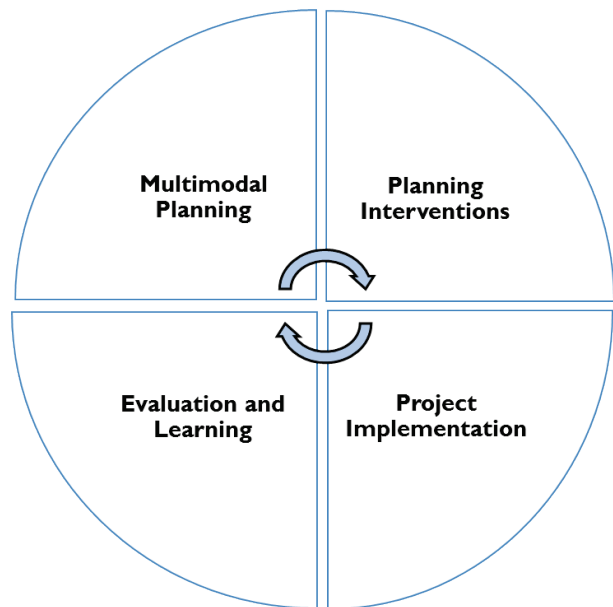 Multimodal
Planning
Planning
Interventions
Evaluation and
Learning
Project
Implementation